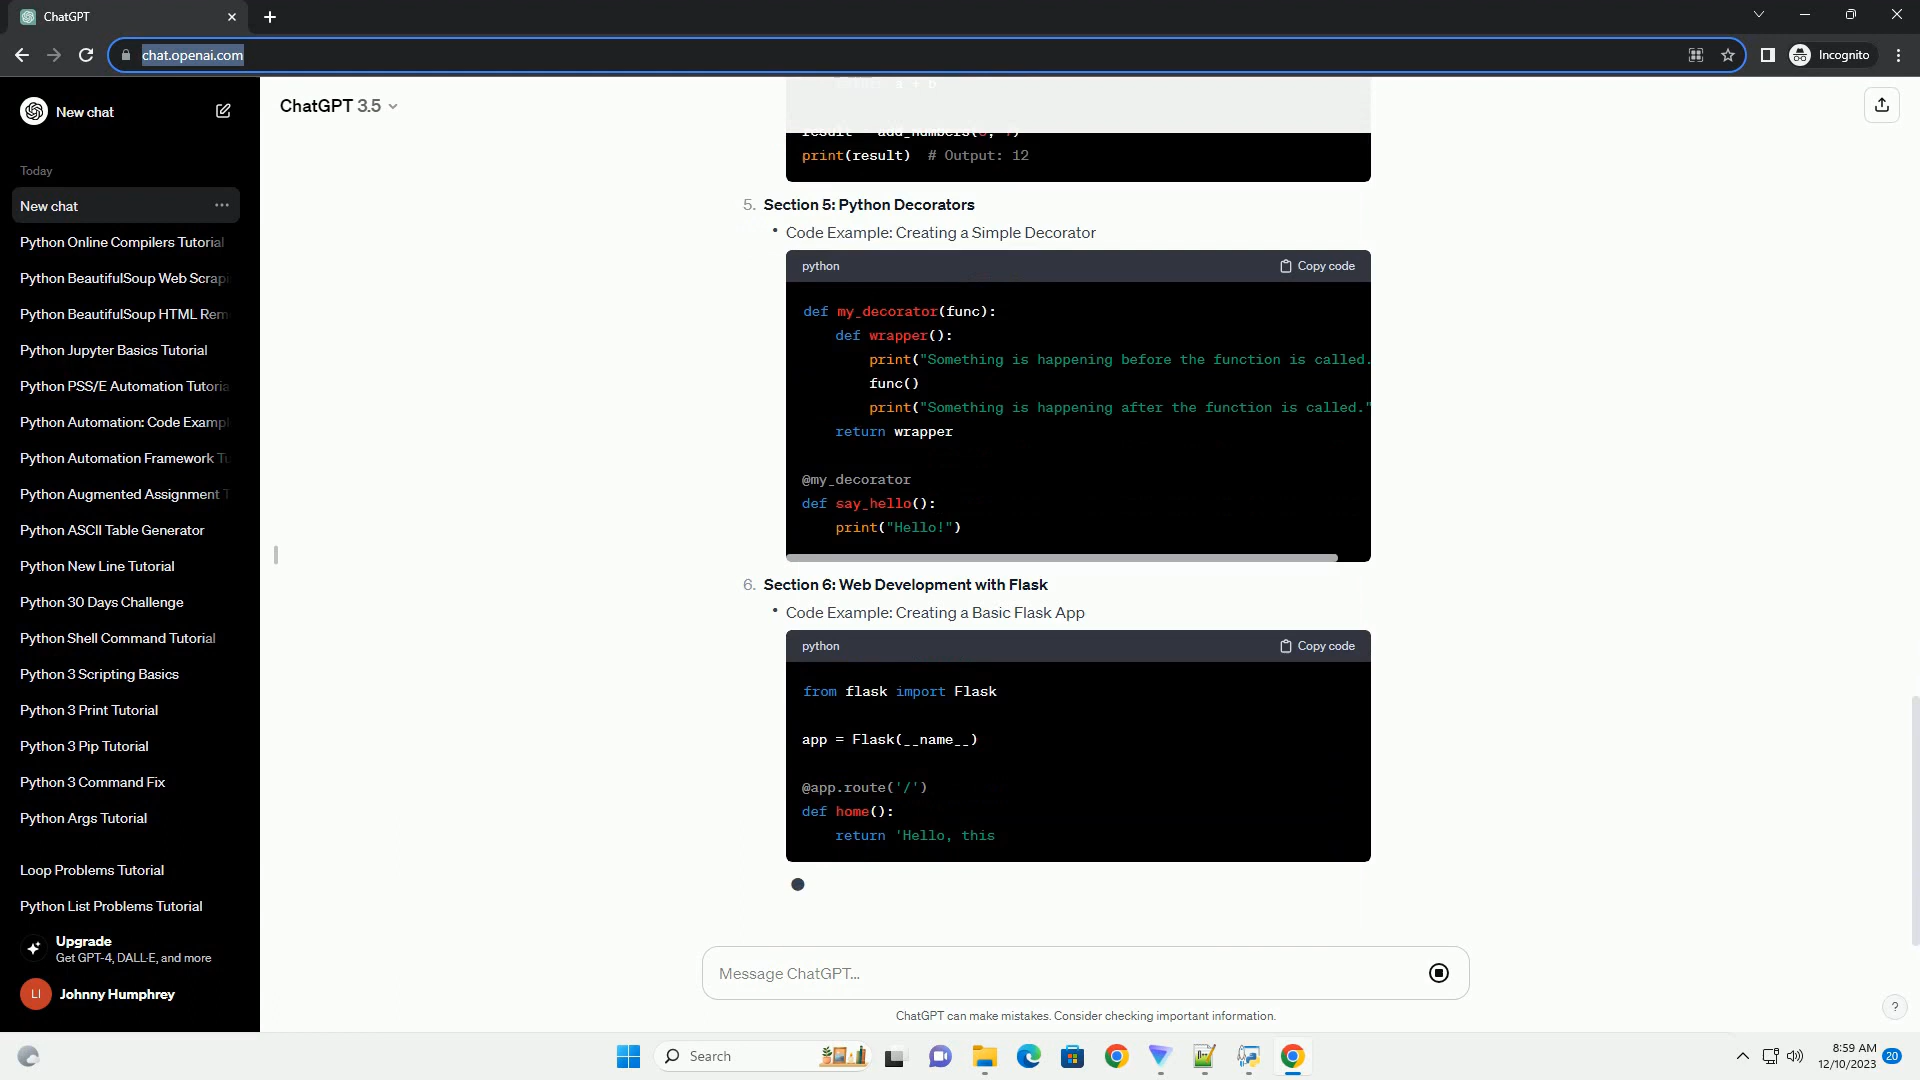 ChatGPT
chat.openai.com
Incognito
New chat
Today
New chat
Python Online Compilers Tutorial
Python BeautifulSoup Web
Python BeautifulSoup HTML
Python Jupyter Basics Tutorial
Python PSS/E Automation
Python Automation: Code
Python Automation Framework
Python Augmented Assignment
Python ASCII Table Generator
Python New Line Tutorial
Python 30 Days Challenge
Python Shell Command Tutorial
Python 3 Scripting Basics
Python 3 Print Tutorial
Python 3 Pip Tutorial
Python 3 Command Fix
Python Args Tutorial
Loop Problems Tutorial
Python List Problems Tutorial
Upgrade
Get GPT-4, DALL·E, and more
LI
Johnny Humphrey
ChatGPT 3.5
print(result)  # Output: 12
5. Section 5: Python Decorators
• Code Example: Creating a Simple Decorator
python
Copy code
def my_decorator(func):
    def wrapper():
        print("Something is happening before the function is called.
        func()
        print("Something is happening after the function is called."
    return wrapper
@my_decorator
def say_hello():
    print("Hello!")
6. Section 6: Web Development with Flask
• Code Example: Creating a Basic Flask App
python
Copy code
from flask import Flask
app = Flask(__name__)
@app.route('/')
def home():
    return 'Hello, this
Message ChatGPT…
ChatGPT can make mistakes. Consider checking important information.
?
Search
8:59 AM
12/10/2023
20